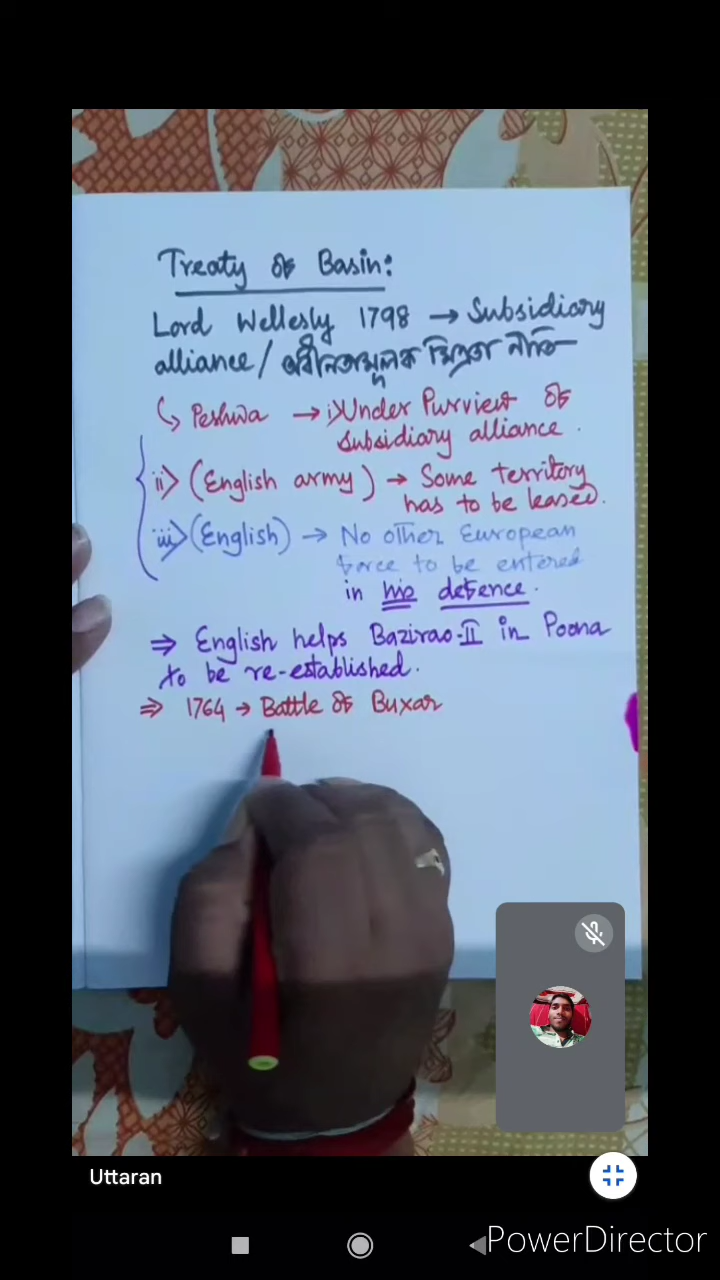 Treaty of Basin:
Lord Wellesly 1798 → Subsidiary
alliance / অধীনতামূলক মিত্রতা নীতি
↳ Peshwa → i) Under Purview of
Subsidiary alliance.
ii) (English army) → Some territory
has to be leased.
iii) (English) → No other European
force to be entered
in his defence.
⇒ English helps Bazirao-II in Poona
to be re-established.
⇒ 1764 → Battle of Buxar
Uttaran
PowerDirector